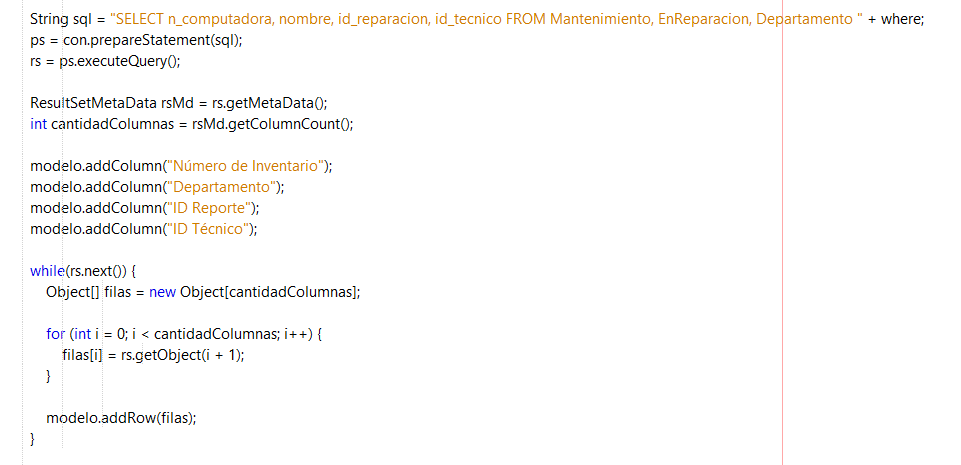 String sql = "SELECT n_computadora, nombre, id_reparacion, id_tecnico FROM Mantenimiento, EnReparacion, Departamento " + where;
ps = con.prepareStatement(sql);
rs = ps.executeQuery();
ResultSetMetaData rsMd = rs.getMetaData();
int cantidadColumnas = rsMd.getColumnCount();
modelo.addColumn("Número de Inventario");
modelo.addColumn("Departamento");
modelo.addColumn("ID Reporte");
modelo.addColumn("ID Técnico");
while(rs.next()) {
Object[] filas = new Object[cantidadColumnas];
for (int i = 0; i < cantidadColumnas; i++) {
filas[i] = rs.getObject(i + 1);
}
modelo.addRow(filas);
}